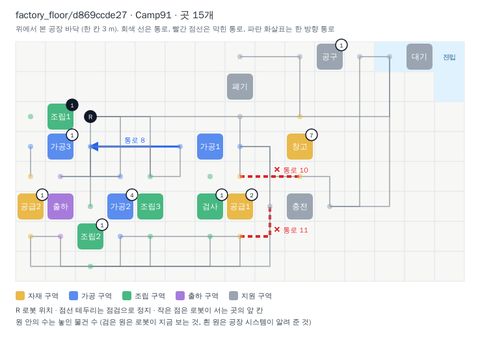 factory_floor/d869ccde27 · Camp91 · 곳 15개
위에서 본 공장 바닥 (한 칸 3 m). 회색 선은 통로, 빨간 점선은 막힌 통로, 파란 화살표는 한 방향 통로
공구 1 대기 진입
폐기
조립1 1 R
가공3 1 통로 8 가공1 창고 7
✕ 통로 10
공급2 1 출하 가공2 4 조립3 검사 1 공급1 2 충전
조립2 1 ✕ 통로 11
자재 구역 가공 구역 조립 구역 출하 구역 지원 구역
R 로봇 위치 · 점선 테두리는 점검으로 정지 · 작은 점은 로봇이 서는 곳의 앞 칸
원 안의 수는 놓인 물건 수 (검은 원은 로봇이 지금 보는 것, 흰 원은 공장 시스템이 알려 준 것)